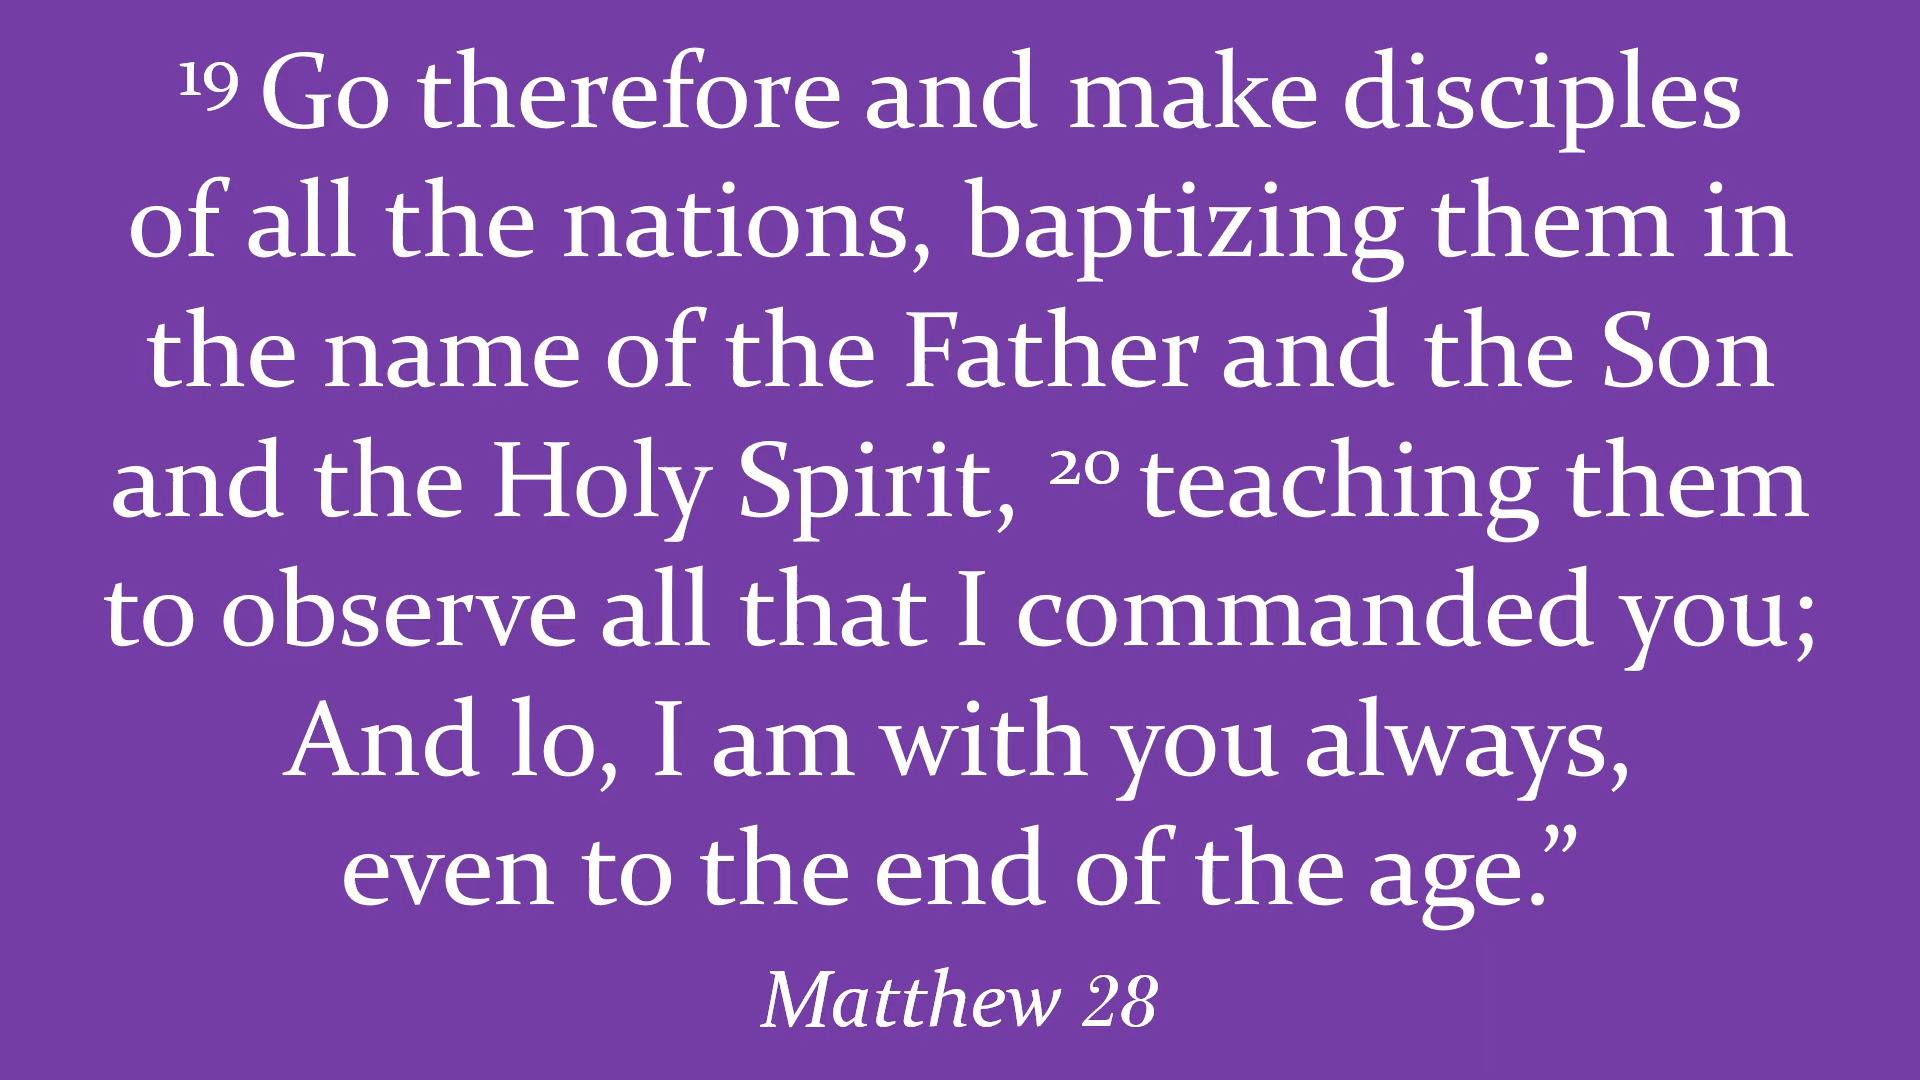 19 Go therefore and make disciples
of all the nations, baptizing them in
the name of the Father and the Son
and the Holy Spirit, 20 teaching them
to observe all that I commanded you;
And lo, I am with you always,
even to the end of the age.”
Matthew 28